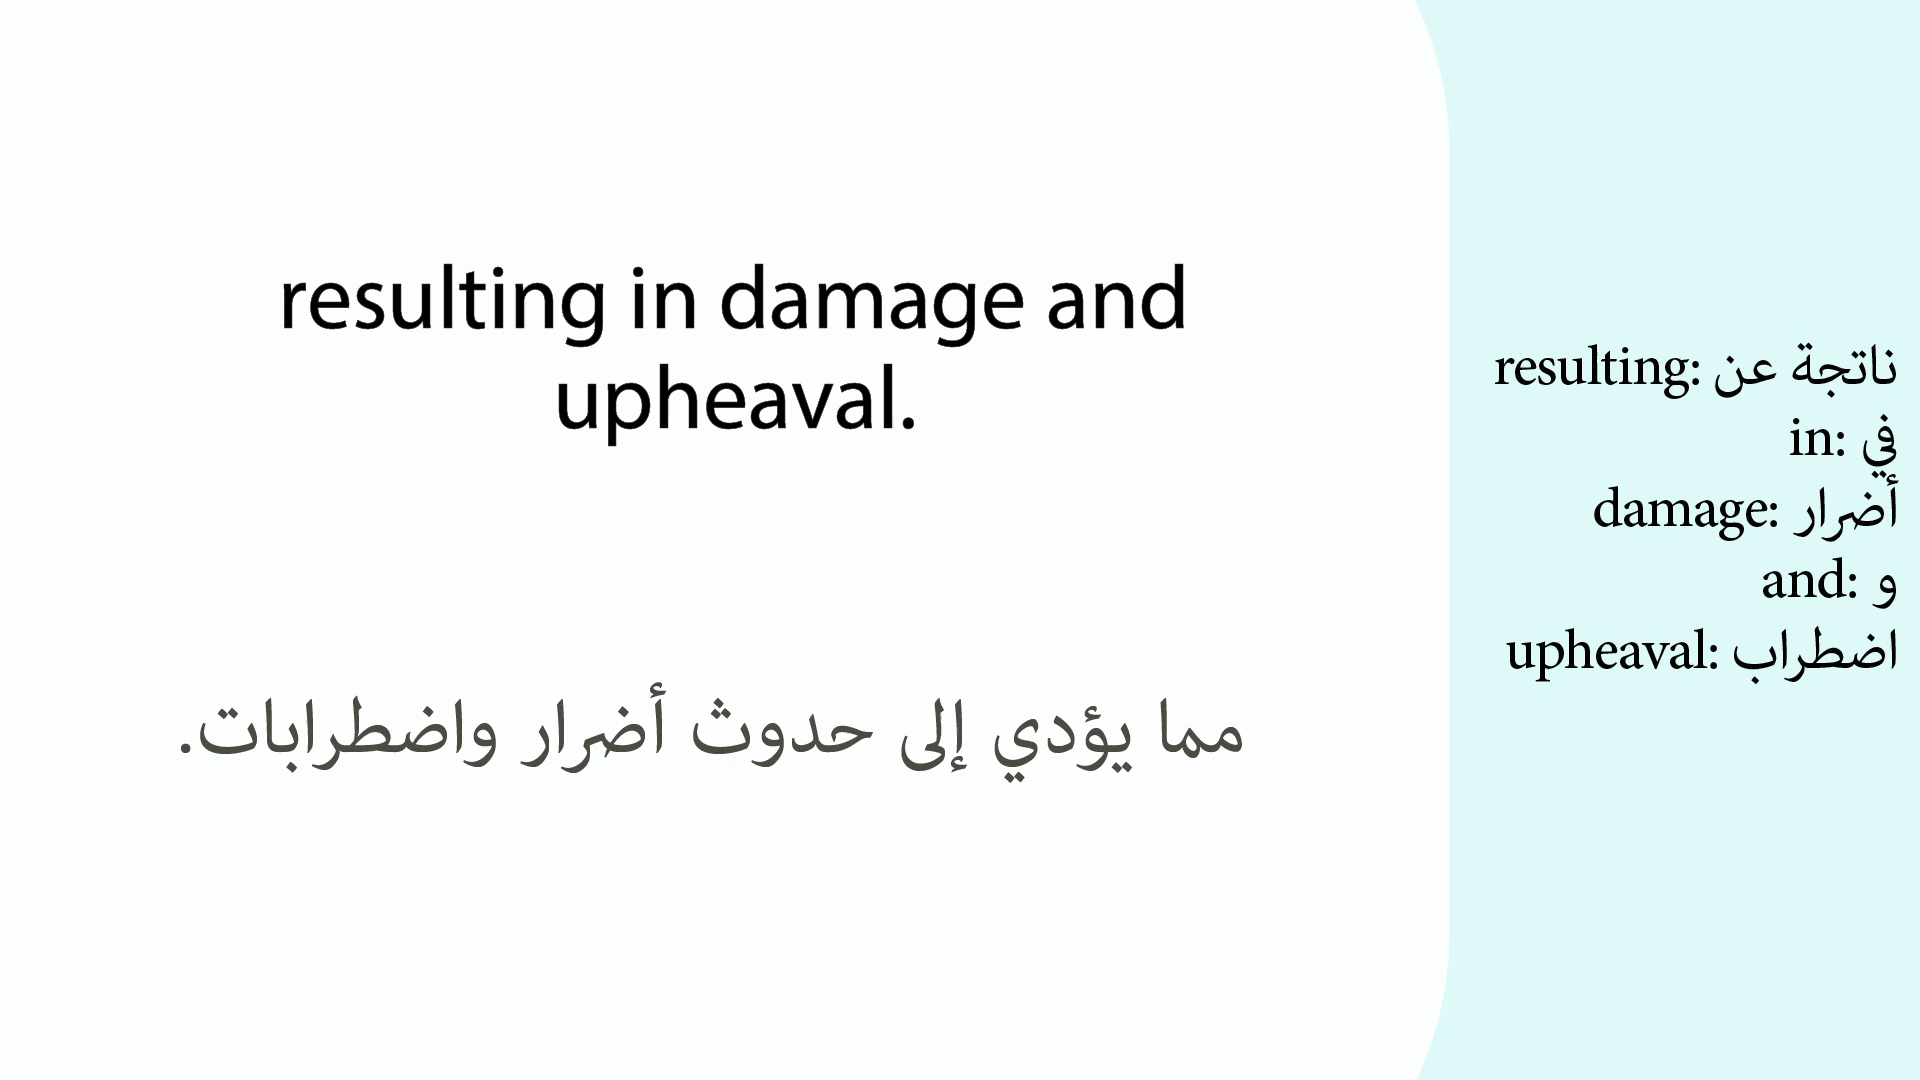 resulting in damage and
upheaval.
مما يؤدي إلى حدوث أضرار واضطرابات.
resulting: ناتجة عن
in: في
damage: أضرار
and: و
upheaval: اضطراب